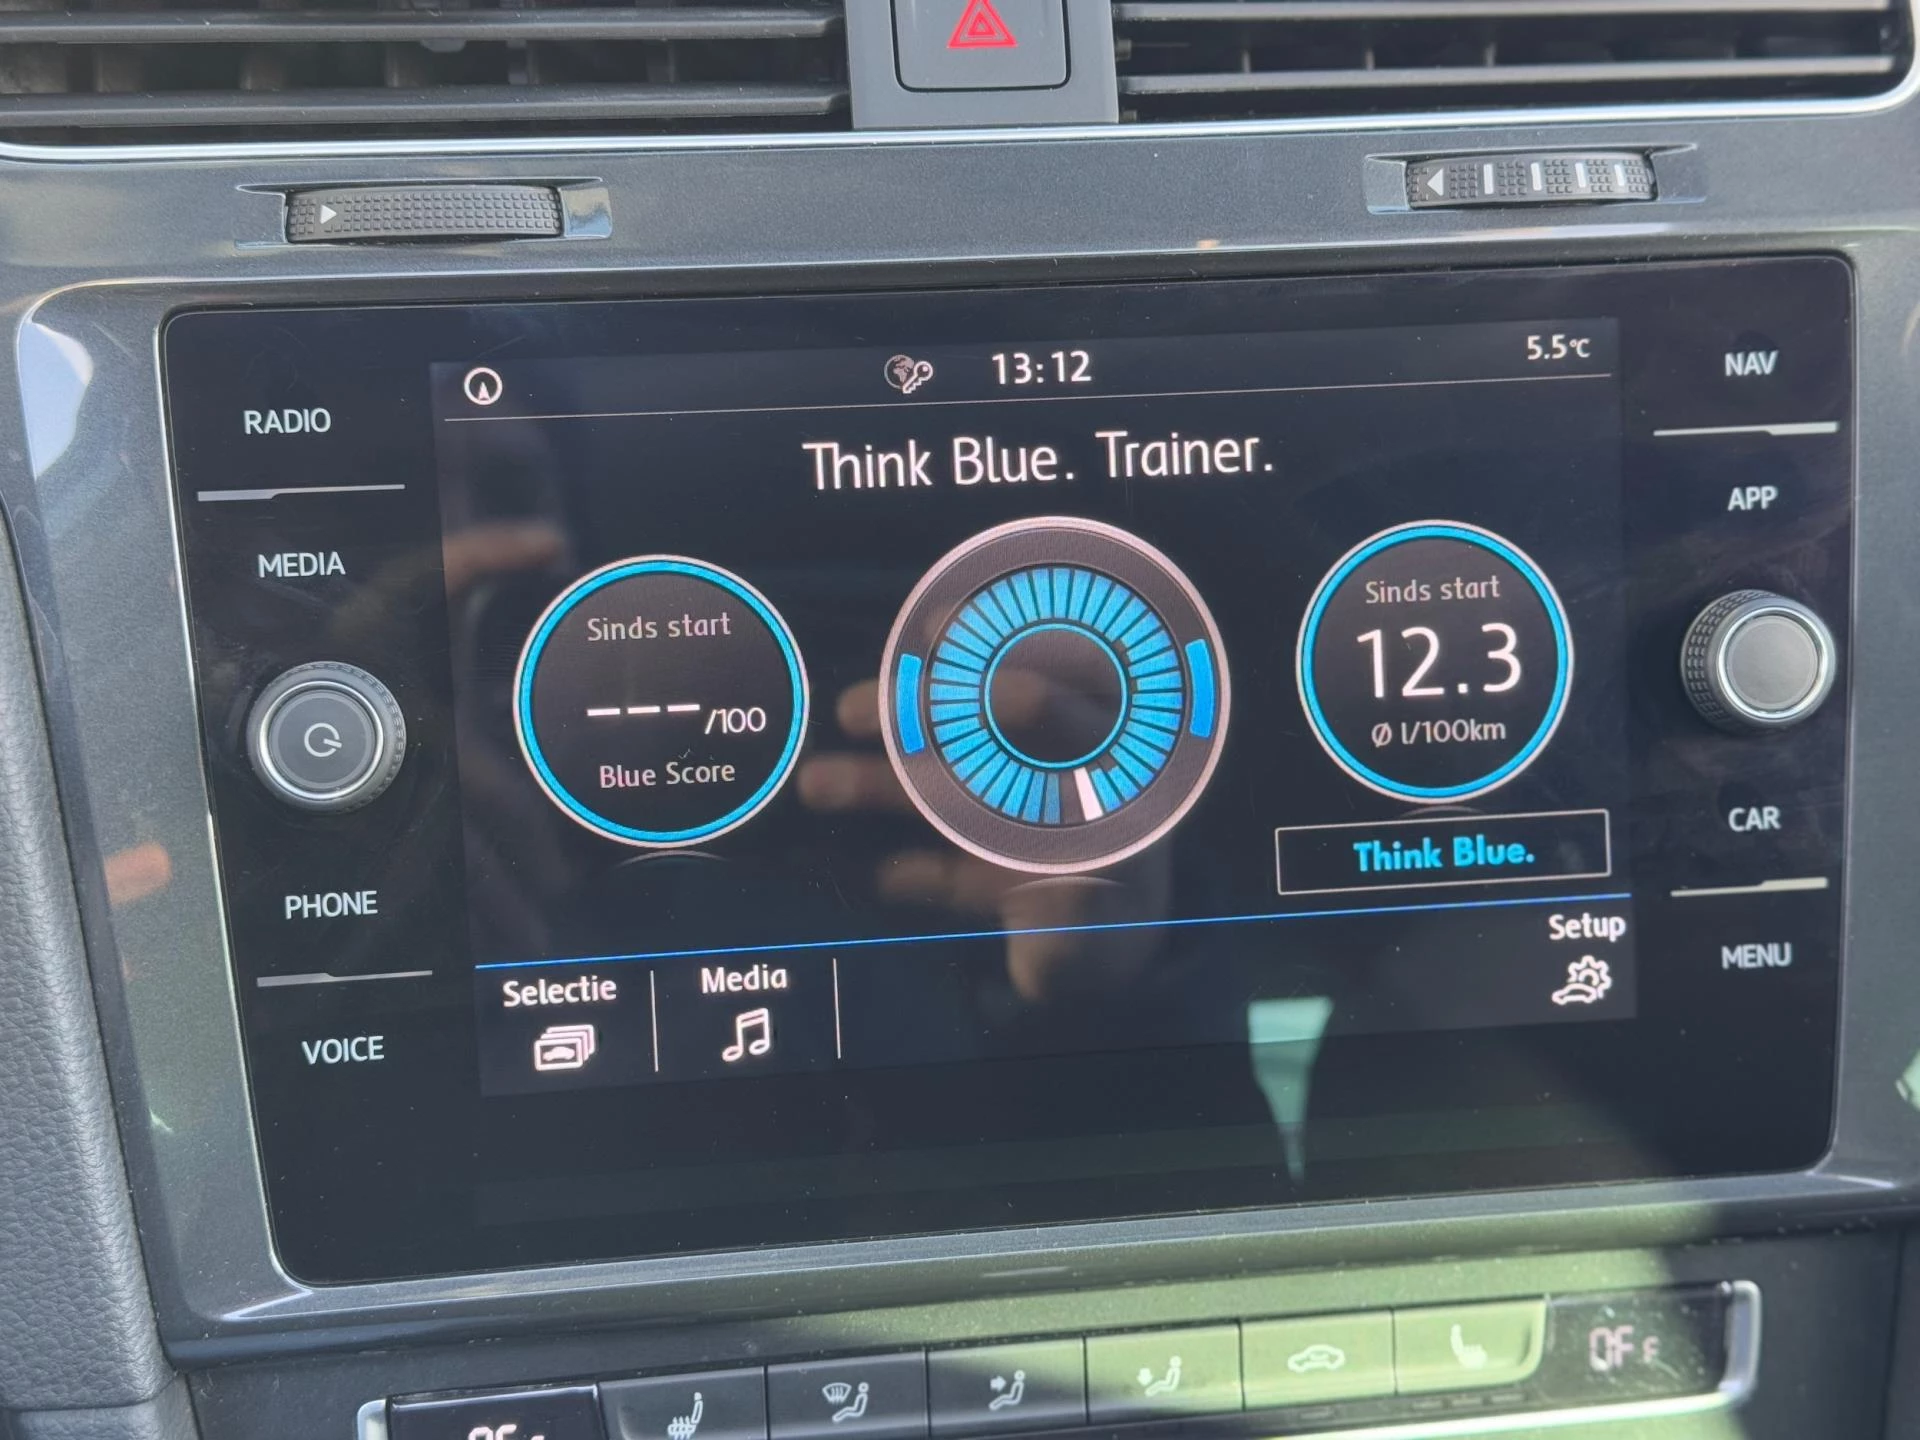 RADIO
MEDIA
PHONE
VOICE
13:12
5.5°C
Think Blue. Trainer.
Sinds start
---/100
Blue Score
Sinds start
12.3
Ø l/100km
Think Blue.
Selectie
Media
Setup
NAV
APP
CAR
MENU
OFF